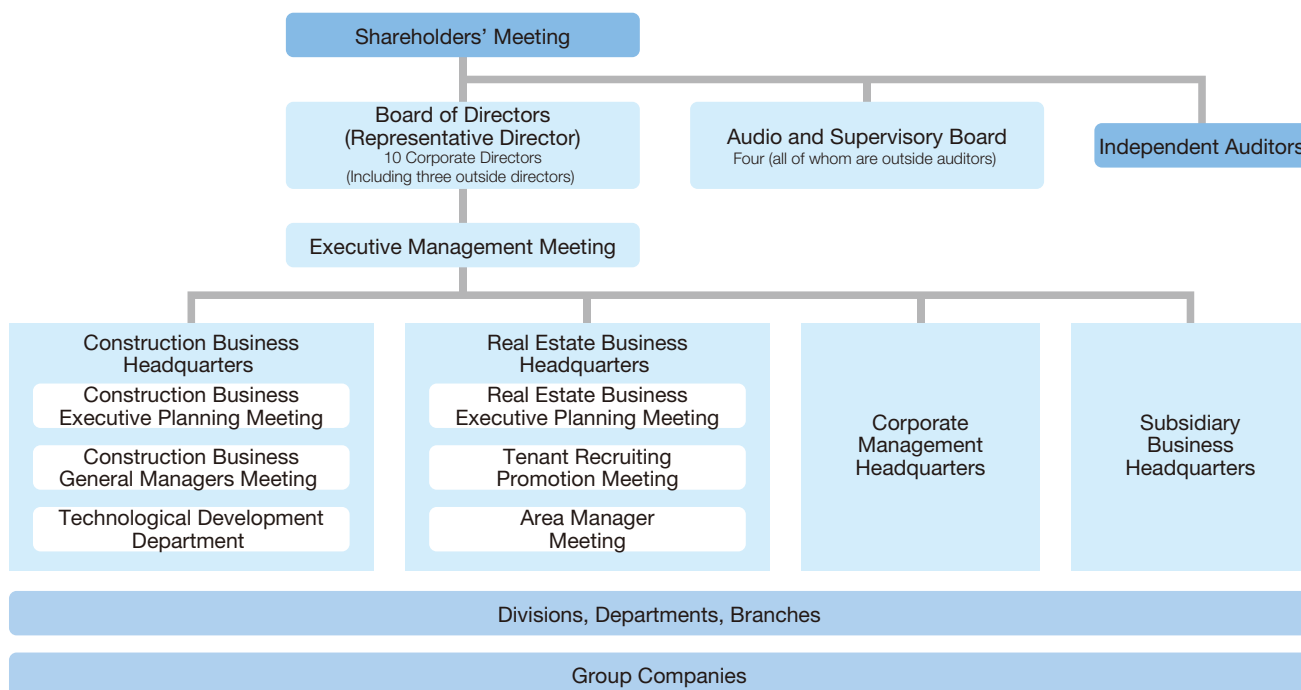 Shareholders’ Meeting
Board of Directors
(Representative Director)
10 Corporate Directors
(Including three outside directors)
Audio and Supervisory Board
Four (all of whom are outside auditors)
Independent Auditors
Executive Management Meeting
Construction Business
Headquarters
Construction Business
Executive Planning Meeting
Construction Business
General Managers Meeting
Technological Development
Department
Real Estate Business
Headquarters
Real Estate Business
Executive Planning Meeting
Tenant Recruiting
Promotion Meeting
Area Manager
Meeting
Corporate
Management
Headquarters
Subsidiary
Business
Headquarters
Divisions, Departments, Branches
Group Companies